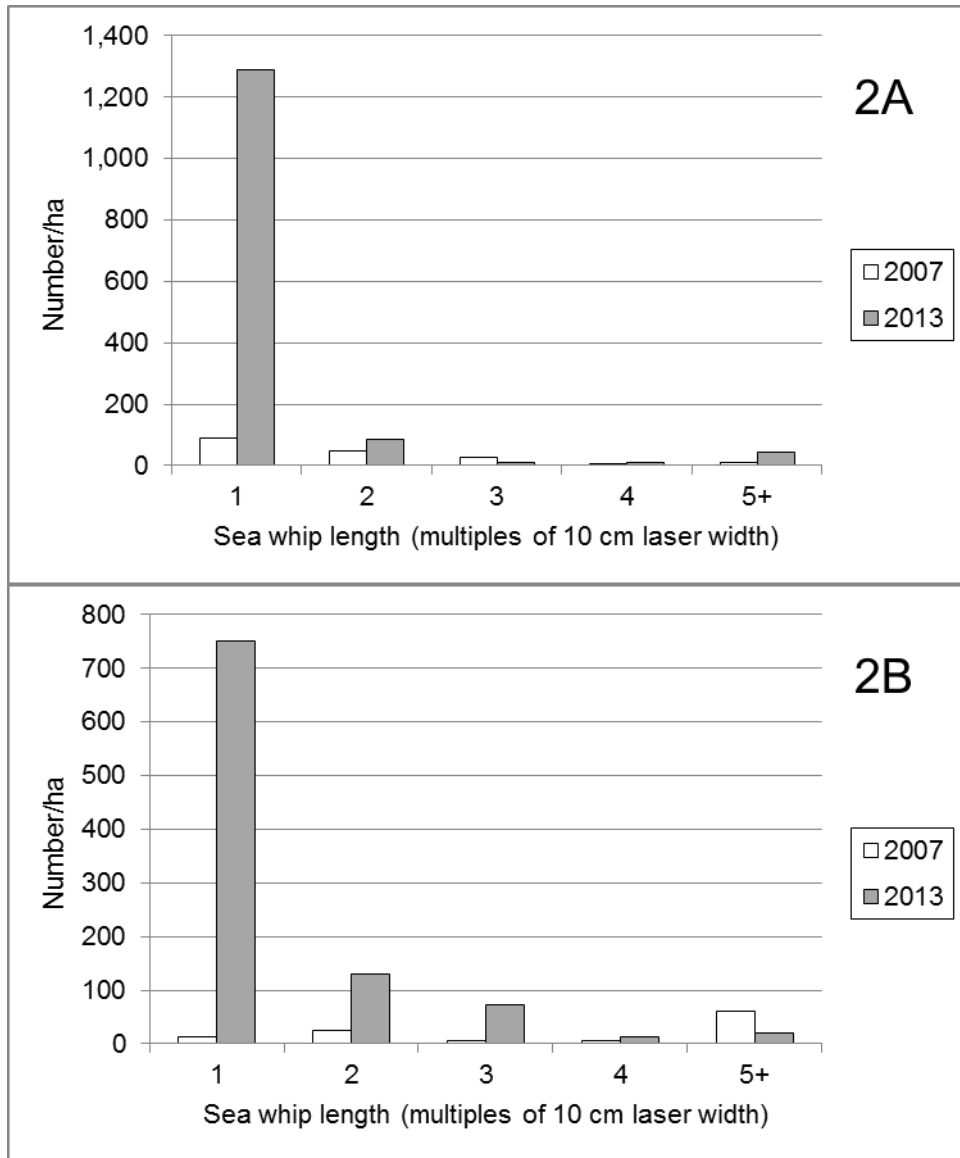 1,400
1,200
1,000
800
600
400
200
0
Number/ha
2A
2007
2013
1 2 3 4 5+
Sea whip length (multiples of 10 cm laser width)
800
700
600
500
400
300
200
100
0
Number/ha
2B
2007
2013
1 2 3 4 5+
Sea whip length (multiples of 10 cm laser width)